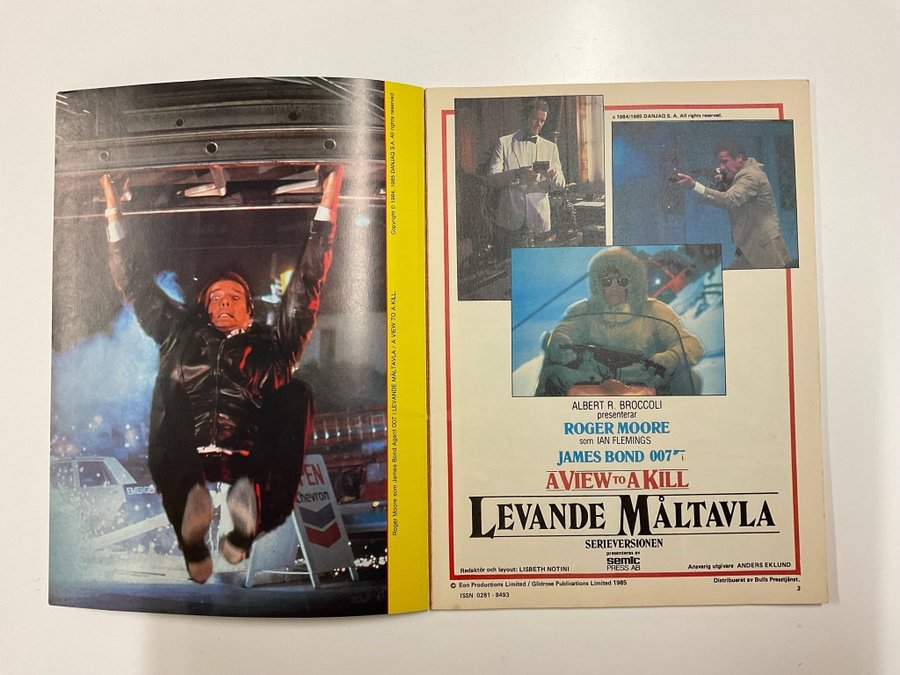 Copyright © 1984, 1985 DANJAQ S.A. All rights reserved
Roger Moore som James Bond Agent 007 i LEVANDE MÅLTAVLA / A VIEW TO A KILL.
EMERGE
PEN
Chevron
c 1984/1985 DANJAQ S. A. All rights reserved.
ALBERT R. BROCCOLI
presenterar
ROGER MOORE
som IAN FLEMINGS
JAMES BOND 007
A VIEW TO A KILL
LEVANDE MÅLTAVLA
SERIEVERSIONEN
presenteras av
semic
PRESS AB
Redaktör och layout: LISBETH NOTINI
Ansvarig utgivare ANDERS EKLUND
© Eon Productions Limited / Glidrose Publications Limited 1985
Distribuerat av Bulls Presstjänst.
ISSN 0281 - 8493
3